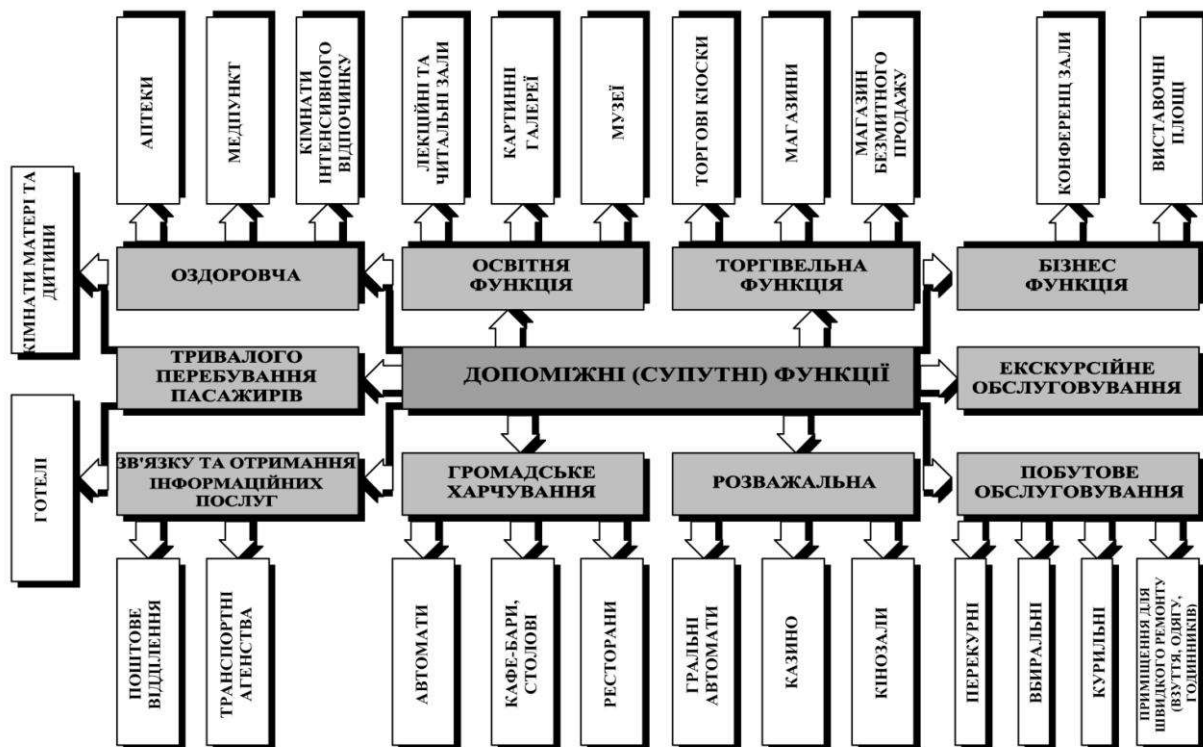 АПТЕКИ
МЕДПУНКТ
КІМНАТИ
ІНТЕНСИВНОГО
ВІДПОЧИНКУ
ЛЕКЦІЙНІ ТА
ЧИТАЛЬНІ ЗАЛИ
КАРТИННІ
ГАЛЕРЕЇ
МУЗЕЇ
ТОРГОВІ КІОСКИ
МАГАЗИНИ
МАГАЗИН
БЕЗМИТНОГО
ПРОДАЖУ
КОНФЕРЕНЦ ЗАЛИ
ВИСТАВОЧНІ
ПЛОЩІ
КІМНАТИ МАТЕРІ ТА
ДИТИНИ
ОЗДОРОВЧА
ОСВІТНЯ
ФУНКЦІЯ
ТОРГІВЕЛЬНА
ФУНКЦІЯ
БІЗНЕС
ФУНКЦІЯ
ТРИВАЛОГО
ПЕРЕБУВАННЯ
ПАСАЖИРІВ
ДОПОМІЖНІ (СУПУТНІ) ФУНКЦІЇ
ЕКСКУРСІЙНЕ
ОБСЛУГОВУВАННЯ
ГОТЕЛІ
ЗВ'ЯЗКУ ТА ОТРИМАННЯ
ІНФОРМАЦІЙНИХ
ПОСЛУГ
ГРОМАДСЬКЕ
ХАРЧУВАННЯ
РОЗВАЖАЛЬНА
ПОБУТОВЕ
ОБСЛУГОВУВАННЯ
ПОШТОВЕ
ВІДДІЛЕННЯ
ТРАНСПОРТНІ
АГЕНСТВА
АВТОМАТИ
КАФЕ-БАРИ,
СТОЛОВІ
РЕСТОРАНИ
ГРАЛЬНІ
АВТОМАТИ
КАЗИНО
КІНОЗАЛИ
ПЕРЕКУРНІ
ВБИРАЛЬНІ
КУРИЛЬНІ
ПРИМІЩЕННЯ ДЛЯ
ШВИДКОГО РЕМОНТУ
(ВЗУТТЯ, ОДЯГУ,
ГОДИННИКІВ)